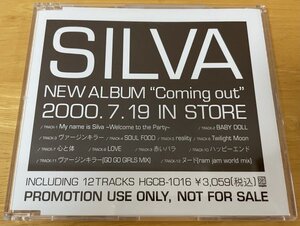 SILVA
NEW ALBUM “Coming out”
2000. 7. 19 IN STORE
/TRACK-1 My name is Silva ~Welcome to the Party~ /TRACK-2 BABY DOLL
/TRACK-3 ヴァージンキラー /TRACK-4 SOUL FOOD /TRACK-5 reality /TRACK-6 Twilight Moon
/TRACK-7 心と体 /TRACK-8 LOVE /TRACK-9 赤いバラ /TRACK-10 ハッピーエンド
/TRACK-11 ヴァージンキラー(GO GO GIRLS MIX) /TRACK-12 ヌード(ram jam world mix)
INCLUDING 12TRACKS HGCB-1016 ¥3,059(税込)
PROMOTION USE ONLY, NOT FOR SALE